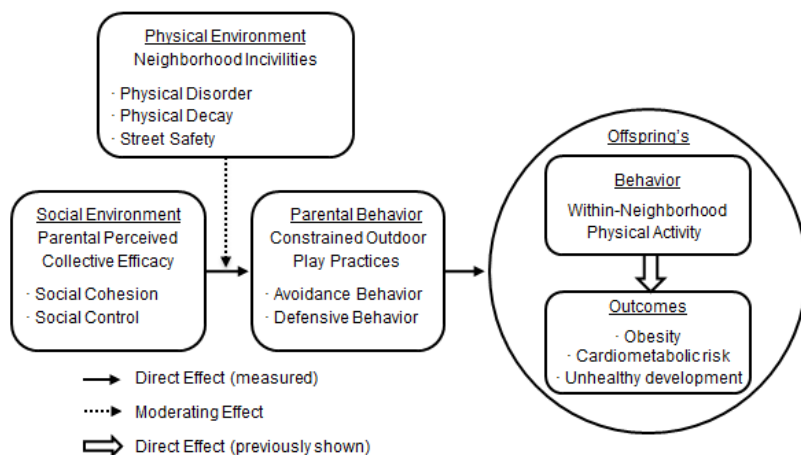 Physical Environment
Neighborhood Incivilities
· Physical Disorder
· Physical Decay
· Street Safety
Social Environment
Parental Perceived
Collective Efficacy
· Social Cohesion
· Social Control
Parental Behavior
Constrained Outdoor
Play Practices
· Avoidance Behavior
· Defensive Behavior
Offspring's
Behavior
Within-Neighborhood
Physical Activity
Outcomes
· Obesity
· Cardiometabolic risk
· Unhealthy development
Direct Effect (measured)
Moderating Effect
Direct Effect (previously shown)